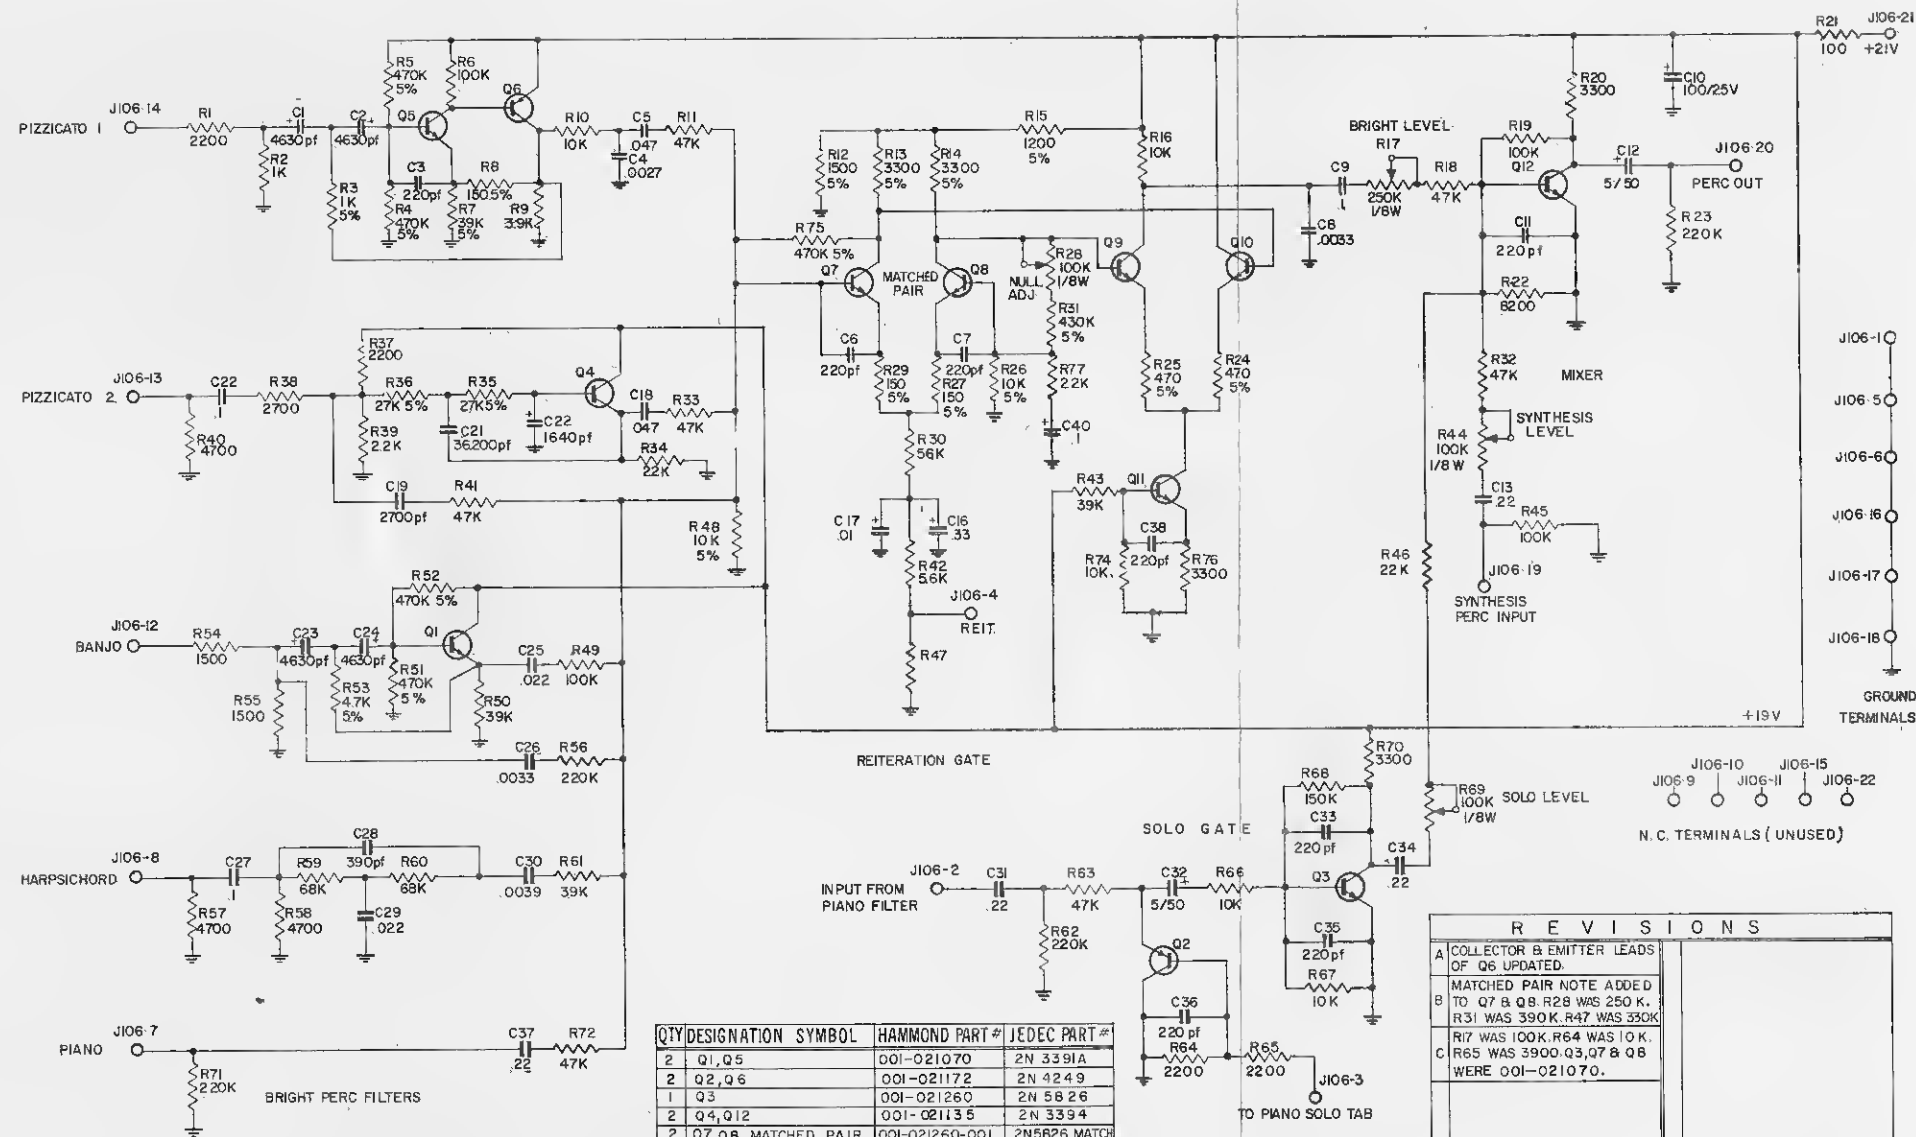 R21
J106-21
100
+21V
R5
470K
5%
R6
100K
Q6
Q5
J106-14
PIZZICATO 1
R1
2200
C1
4630pf
C2
4630pf
R2
1K
R3
1K
5%
C3
220pf
R8
150 5%
R4
470K
5%
R7
39K
5%
R9
3.9K
R10
10K
C5
.047
R11
47K
C4
.0027
R12
1500
5%
R13
3300
5%
R14
3300
5%
R15
1200
5%
R16
10K
BRIGHT LEVEL
R17
250K
1/8W
C9
.1
R18
47K
C8
.0033
R19
100K
R20
3300
Q12
C10
100/25V
C12
5/50
J106-20
PERC OUT
R23
220K
C11
220pf
R22
8200
R75
470K 5%
Q7
MATCHED
PAIR
Q8
NULL
ADJ.
R28
100K
1/8W
R31
430K
5%
Q9
Q10
C6
220pf
C7
220pf
R29
150
5%
R27
150
5%
R26
10K
5%
R77
2.2K
C40
.1
R25
470
5%
R24
470
5%
R30
56K
C17
.01
C16
.33
R42
5.6K
J106-4
REIT.
R47
R43
39K
Q11
R74
10K
C38
220pf
R76
3300
R32
47K
MIXER
R44
100K
1/8W
SYNTHESIS
LEVEL
C13
.22
R45
100K
J106-19
SYNTHESIS
PERC INPUT
R46
22K
J106-1
J106-5
J106-6
J106-16
J106-17
J106-18
GROUND
TERMINALS
+19V
J106-13
PIZZICATO 2
C22
.1
R38
2700
R40
4700
R37
2200
R36
27K 5%
R35
27K 5%
R39
2.2K
C21
36200pf
C22
1640pf
Q4
C18
.047
R33
47K
R34
22K
C19
2700pf
R41
47K
R48
10K
5%
R52
470K 5%
J106-12
BANJO
R54
1500
C23
4630pf
C24
4630pf
Q1
R55
1500
R53
4.7K
5%
R51
470K
5%
R50
39K
C25
.022
R49
100K
C26
.0033
R56
220K
REITERATION GATE
J106-8
HARPSICHORD
C27
.1
R57
4700
R58
4700
C28
390pf
R59
68K
R60
68K
C29
.022
C30
.0039
R61
39K
J106-7
PIANO
R71
220K
C37
.22
R72
47K
BRIGHT PERC FILTERS
SOLO GATE
J106-2
INPUT FROM
PIANO FILTER
C31
.22
R62
220K
R63
47K
C32
5/50
R66
10K
Q2
C36
220pf
R64
2200
R65
2200
J106-3
TO PIANO SOLO TAB
R68
150K
C33
220pf
R70
3300
Q3
C34
.22
C35
220pf
R67
10K
R69
100K
1/8W
SOLO LEVEL
J106-9
J106-10
J106-11
J106-15
J106-22
N.C. TERMINALS (UNUSED)
QTY DESIGNATION SYMBOL HAMMOND PART # JEDEC PART #
2 Q1,Q5 001-021070 2N 3391A
2 Q2,Q6 001-021172 2N 4249
1 Q3 001-021260 2N 5826
2 Q4,Q12 001-021135 2N 3394
2 Q7,Q8 MATCHED PAIR 001-021260-001 2N5826 MATCH
REVISIONS
A COLLECTOR & EMITTER LEADS
OF Q6 UPDATED.
B MATCHED PAIR NOTE ADDED
TO Q7 & Q8. R28 WAS 250 K.
R31 WAS 390K. R47 WAS 330K
C R17 WAS 100K. R64 WAS 10 K.
R65 WAS 3900. Q3,Q7 & Q8
WERE 001-021070.